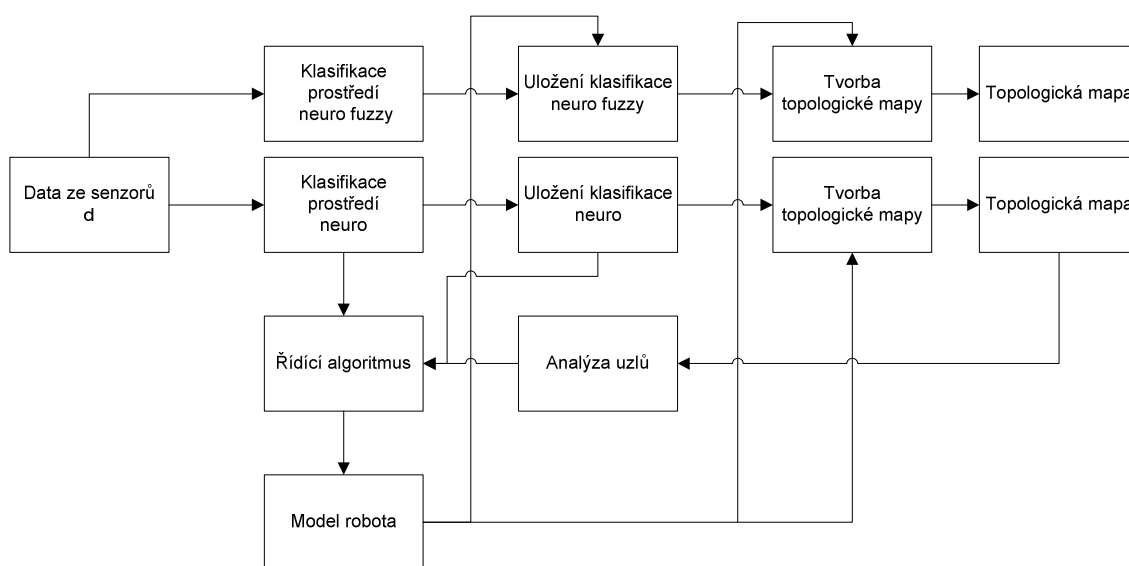 Klasifikace
prostředí
neuro fuzzy
Uložení klasifikace
neuro fuzzy
Tvorba
topologické mapy
Topologická mapa
Data ze senzorů
d
Klasifikace
prostředí
neuro
Uložení klasifikace
neuro
Tvorba
topologické mapy
Topologická mapa
Řídící algoritmus
Analýza uzlů
Model robota